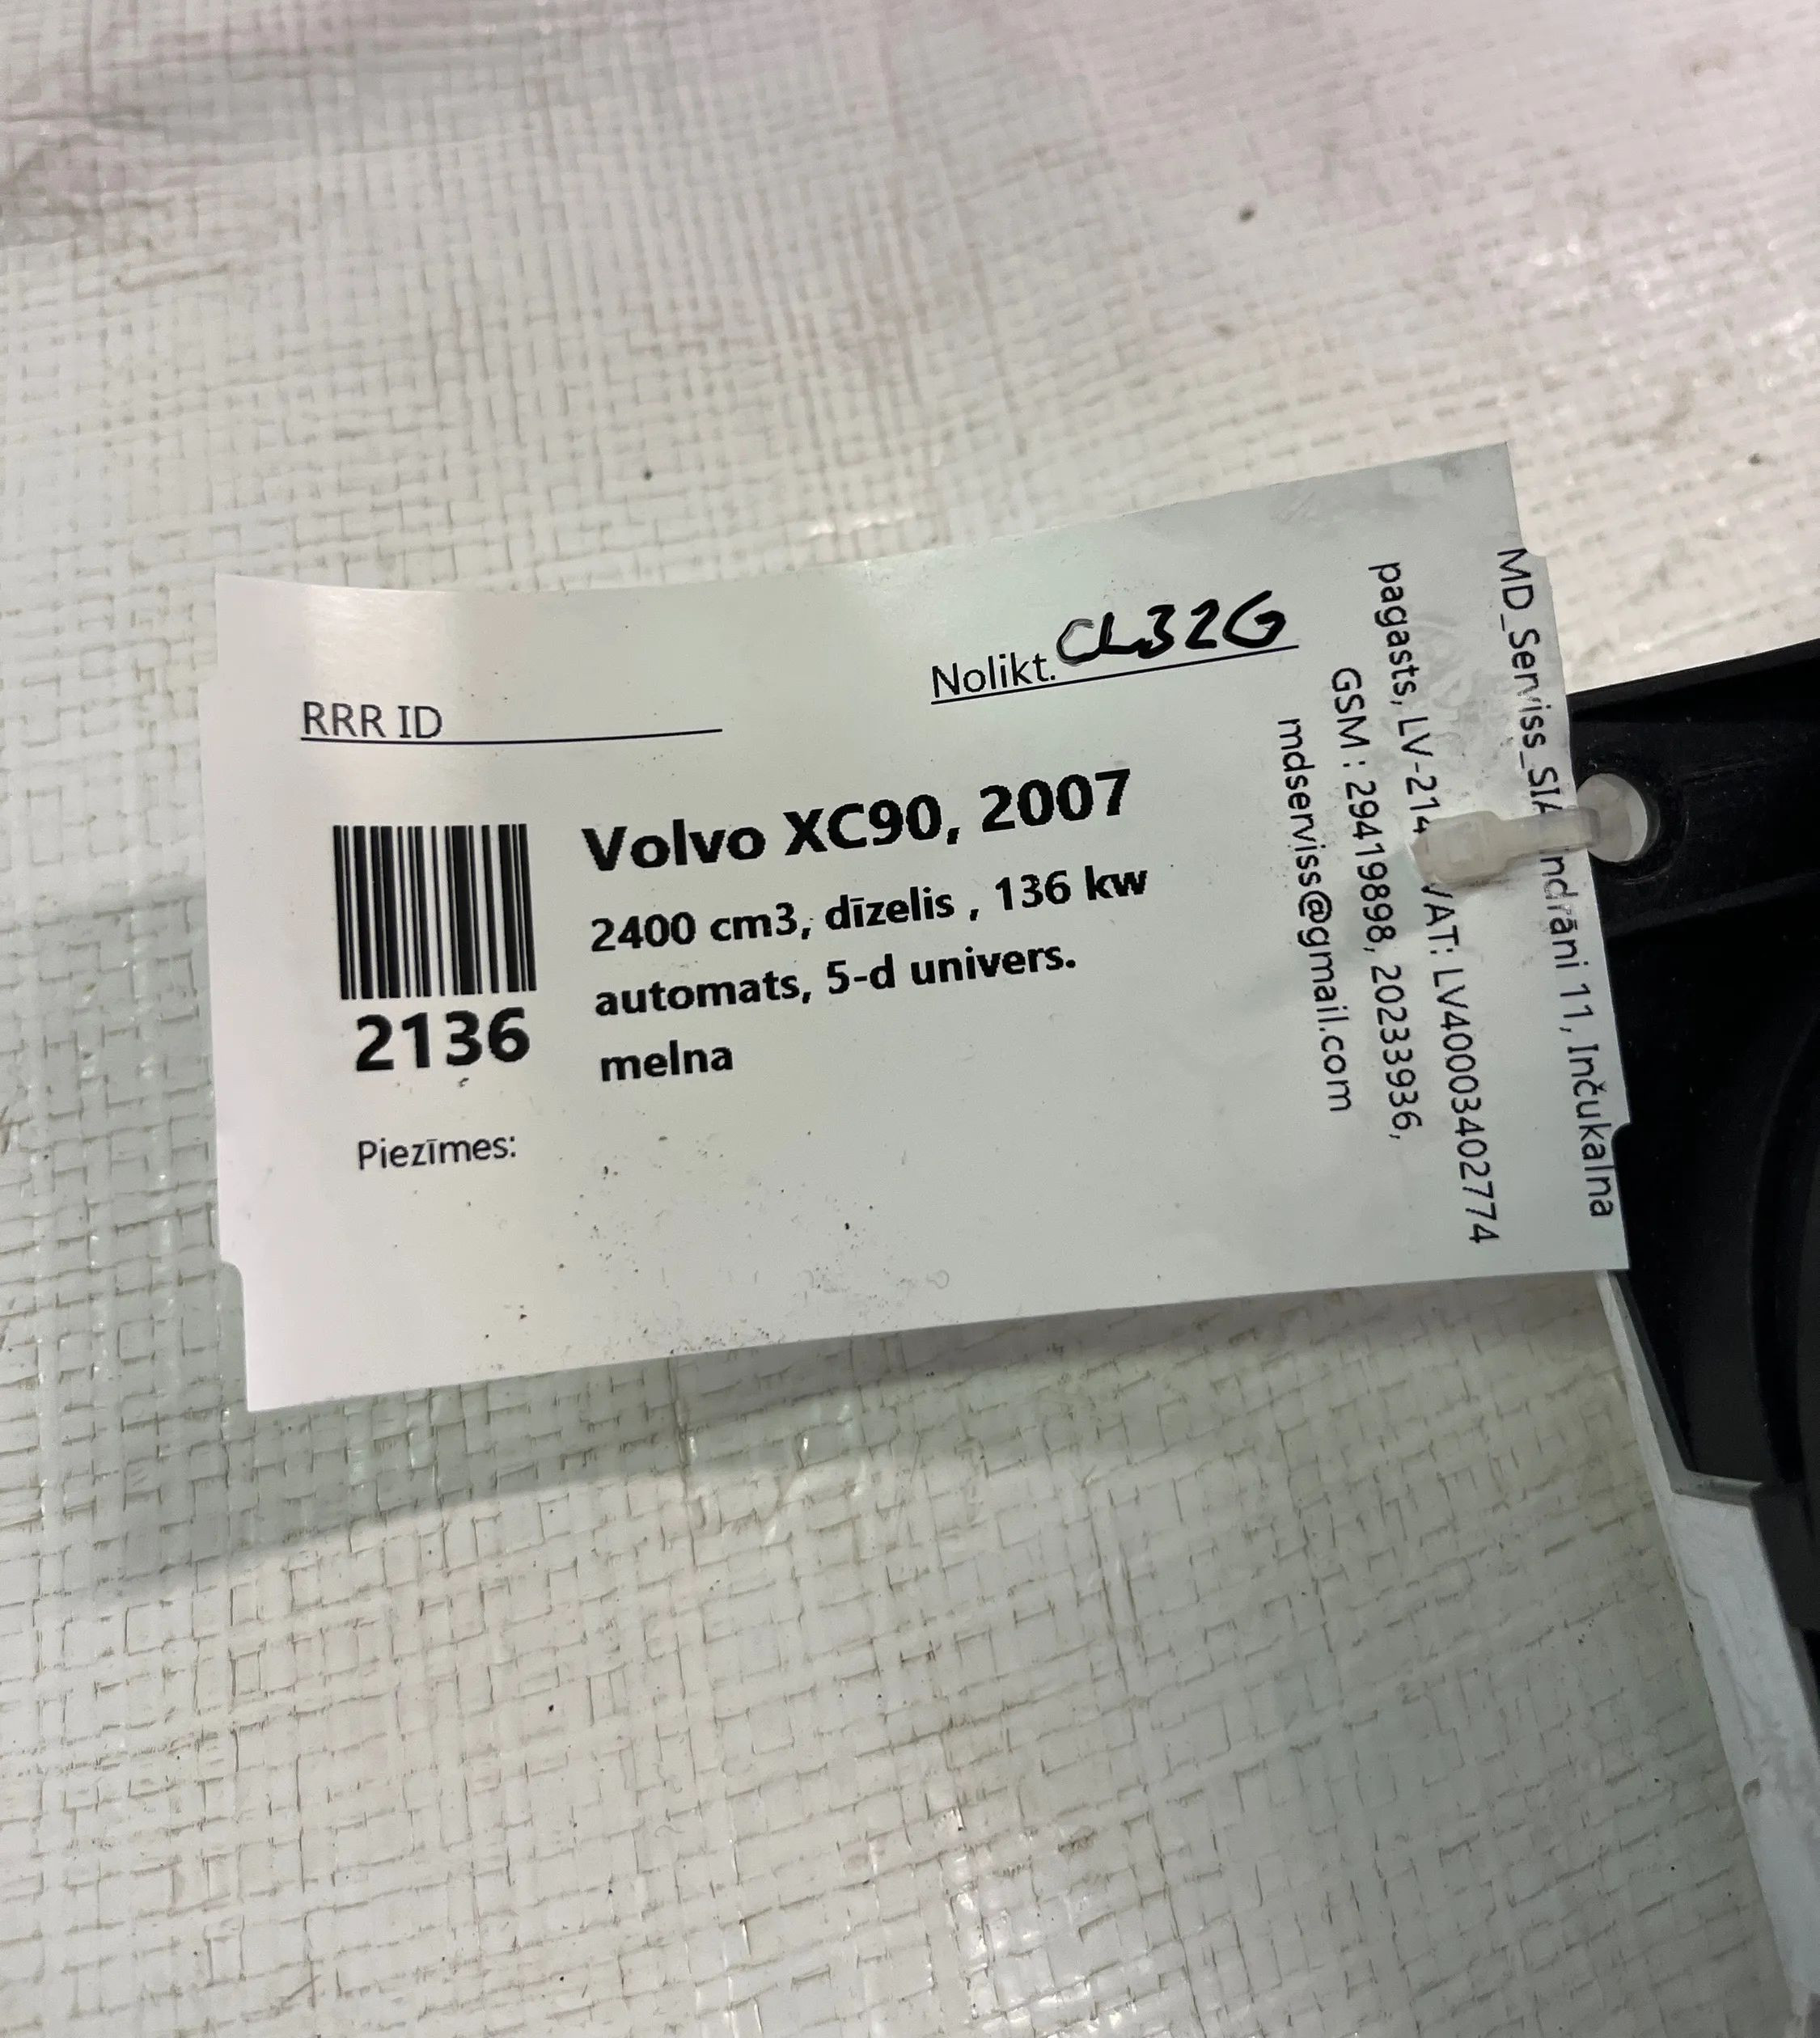 RRR ID
Nolikt. CL32G
Volvo XC90, 2007
2400 cm3, dīzelis , 136 kw
automats, 5-d univers.
melna
2136
Piezīmes:
MD_Serviss_SIA ndrāni 11, Inčukalna
pagasts, LV-214 VAT: LV40003402774
GSM : 29419898, 20233936,
mdserviss@gmail.com